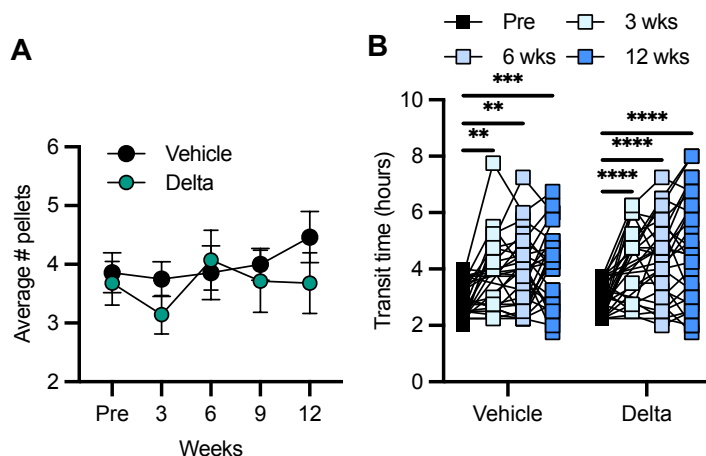 A
Average # pellets
6
5
4
3
2
Vehicle
Delta
Pre 3 6 9 12
Weeks
B
Pre 3 wks
6 wks 12 wks
Transit time (hours)
10
8
6
4
2
0
***
**
**
****
****
****
Vehicle Delta